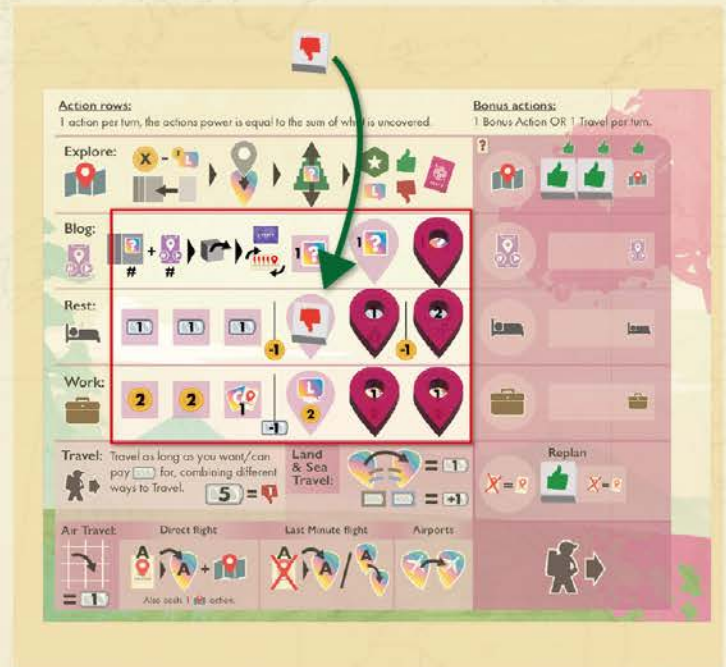 Action rows:
1 action per turn, the actions power is equal to the sum of what is uncovered.
Bonus actions:
1 Bonus Action OR 1 Travel per turn.
Explore:
X - ? L
?
?
L
Blog:
? + # #
1 ?
1 ?
Rest:
1 1 1 -1 1 -1 2
Work:
2 2 1 -1 L 2 1 1
Travel: Travel as long as you want/can
pay for, combining different
ways to Travel. 5 = 1
Land
& Sea
Travel:
= 1
= +1
Replan
X = X =
Air Travel:
= 1
Direct flight
A A +
Also costs 1 action.
Last Minute flight
A A / A
Airports